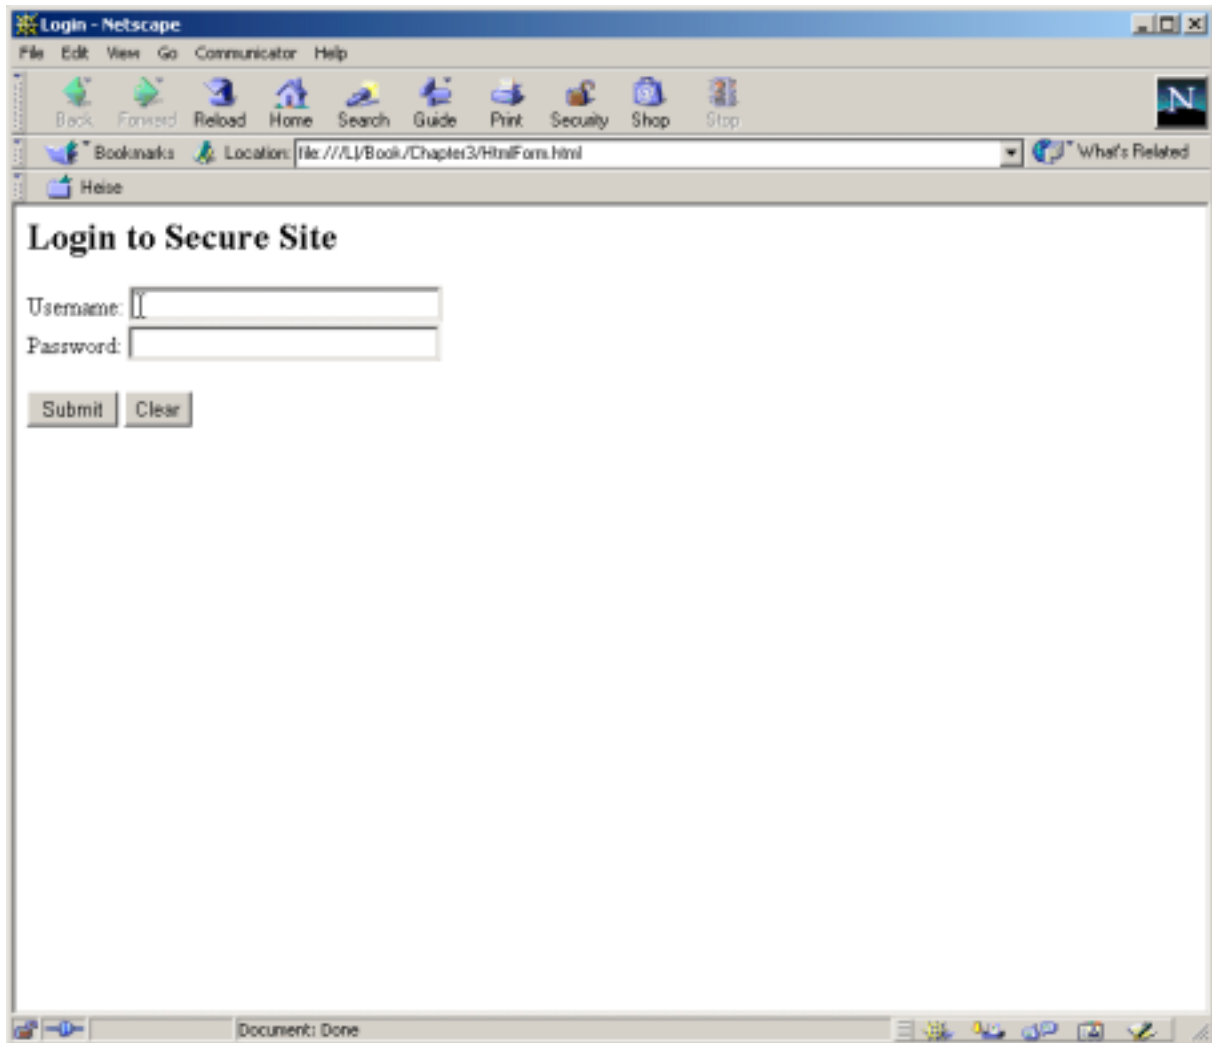 Login - Netscape
File Edit View Go Communicator Help
N
Back Forward Reload Home Search Guide Print Security Shop Stop
Bookmarks Location: file:///L|/Book/Chapter3/HtmlForm.html What's Related
Heise
Login to Secure Site
Username:
Password:
Submit Clear
Document: Done